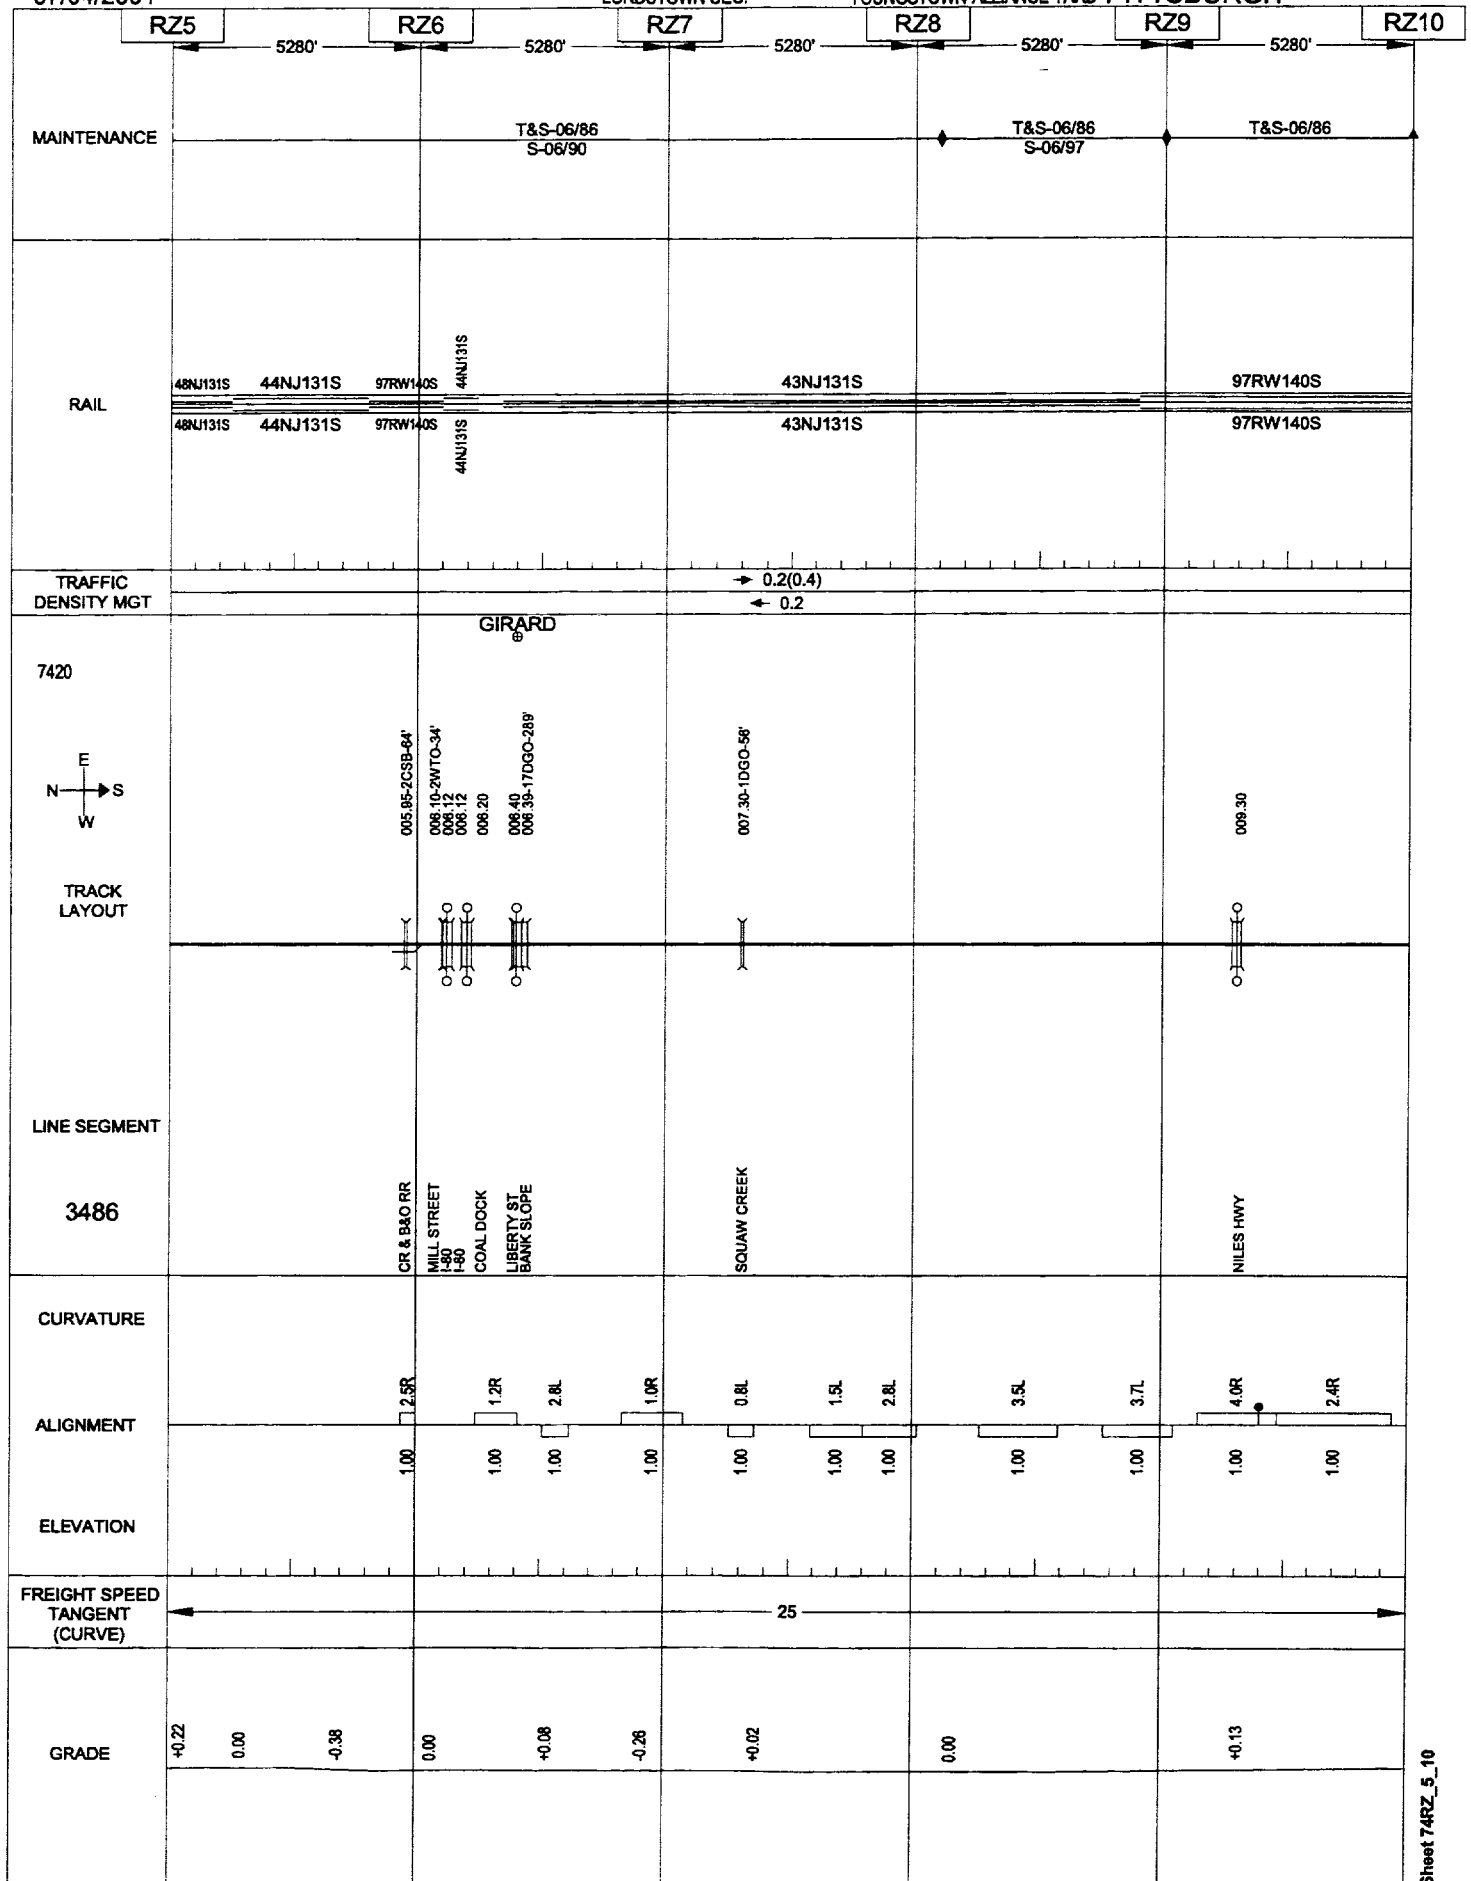 RZ5 RZ6 RZ7 RZ8 RZ9 RZ10
5280' 5280' 5280' 5280' 5280'
MAINTENANCE
T&S-06/86 T&S-06/86 T&S-06/86
S-06/90 S-06/97
RAIL
48NJ131S 44NJ131S 97RW140S 44NJ131S 43NJ131S 97RW140S
48NJ131S 44NJ131S 97RW140S 44NJ131S 43NJ131S 97RW140S
TRAFFIC
DENSITY MGT
0.2(0.4)
0.2
GIRARD
7420
E
N S
W
005.95-2CSB-64'
006.10-2WTO-34'
006.12
006.12
006.20
006.40
006.39-17DGO-289'
007.30-1DGO-56'
009.30
TRACK
LAYOUT
LINE SEGMENT
3486
CR & B&O RR
MILL STREET
I-80
I-80
COAL DOCK
LIBERTY ST
BANK SLOPE
SQUAW CREEK
NILES HWY
CURVATURE
2.5R 1.2R 2.8L 1.0R 0.8L 1.5L 2.8L 3.5L 3.7L 4.0R 2.4R
ALIGNMENT
1.00 1.00 1.00 1.00 1.00 1.00 1.00 1.00 1.00 1.00 1.00
ELEVATION
FREIGHT SPEED
TANGENT
(CURVE)
25
GRADE
+0.22 0.00 -0.38 0.00 +0.08 -0.26 +0.02 0.00 +0.13
Sheet 74RZ_5_10